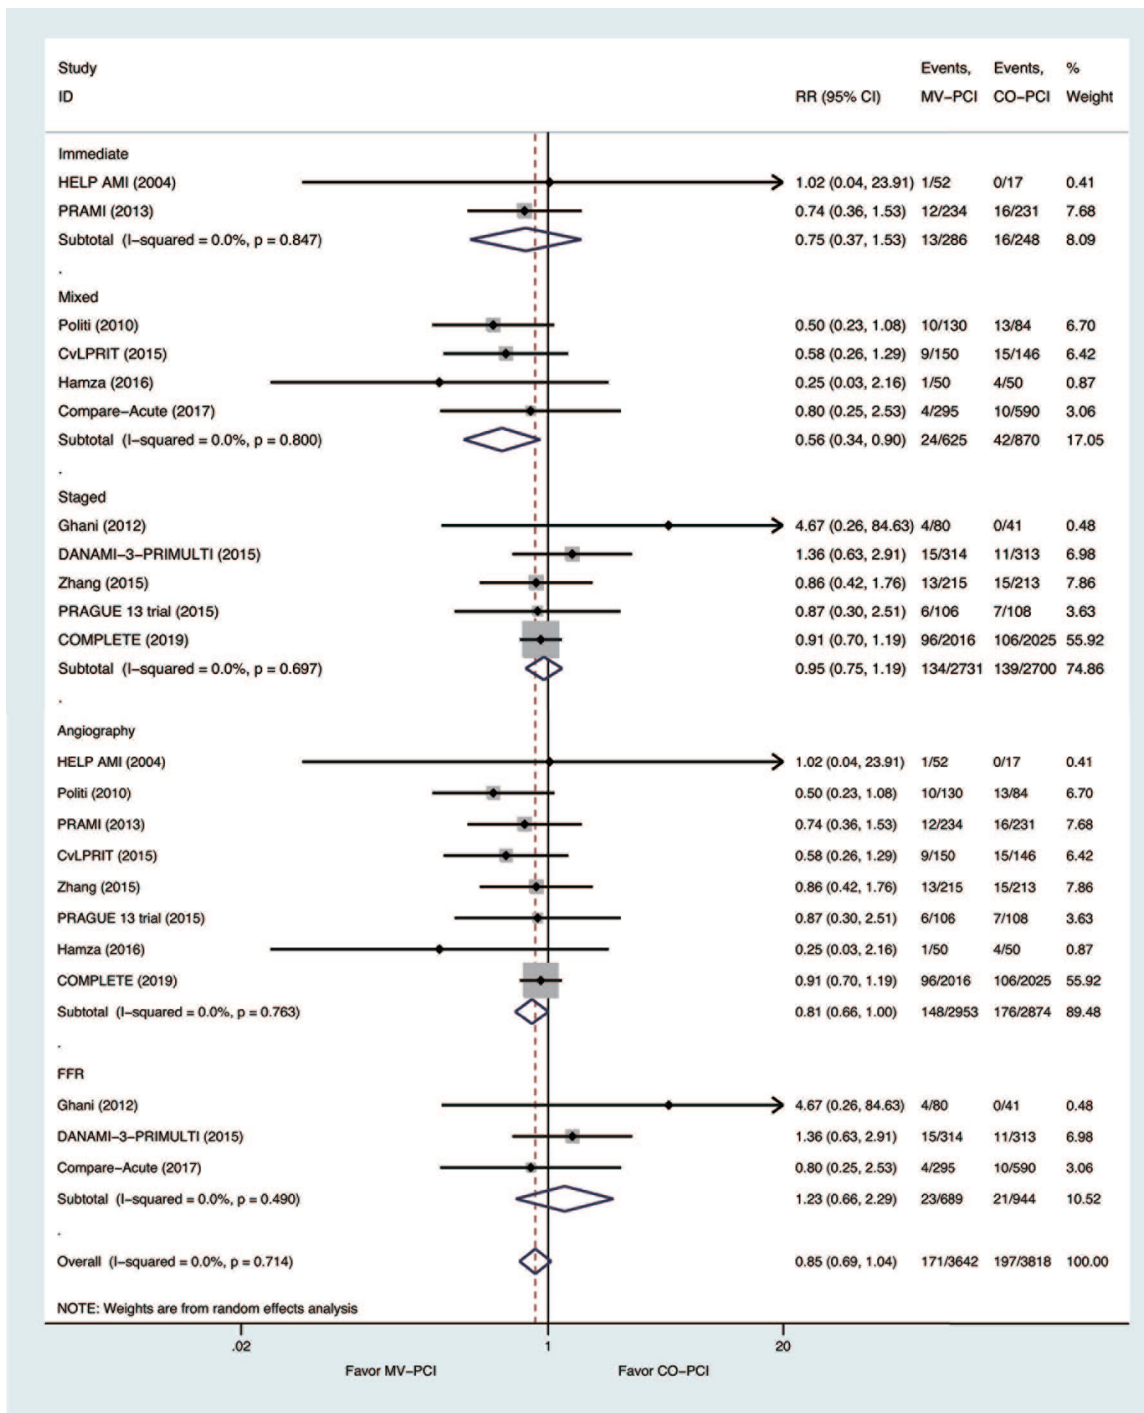 Study Events, Events, %
ID RR (95% CI) MV−PCI CO−PCI Weight
Immediate
HELP AMI (2004) 1.02 (0.04, 23.91) 1/52 0/17 0.41
PRAMI (2013) 0.74 (0.36, 1.53) 12/234 16/231 7.68
Subtotal (I−squared = 0.0%, p = 0.847) 0.75 (0.37, 1.53) 13/286 16/248 8.09
.
Mixed
Politi (2010) 0.50 (0.23, 1.08) 10/130 13/84 6.70
CvLPRIT (2015) 0.58 (0.26, 1.29) 9/150 15/146 6.42
Hamza (2016) 0.25 (0.03, 2.16) 1/50 4/50 0.87
Compare−Acute (2017) 0.80 (0.25, 2.53) 4/295 10/590 3.06
Subtotal (I−squared = 0.0%, p = 0.800) 0.56 (0.34, 0.90) 24/625 42/870 17.05
.
Staged
Ghani (2012) 4.67 (0.26, 84.63) 4/80 0/41 0.48
DANAMI−3−PRIMULTI (2015) 1.36 (0.63, 2.91) 15/314 11/313 6.98
Zhang (2015) 0.86 (0.42, 1.76) 13/215 15/213 7.86
PRAGUE 13 trial (2015) 0.87 (0.30, 2.51) 6/106 7/108 3.63
COMPLETE (2019) 0.91 (0.70, 1.19) 96/2016 106/2025 55.92
Subtotal (I−squared = 0.0%, p = 0.697) 0.95 (0.75, 1.19) 134/2731 139/2700 74.86
.
Angiography
HELP AMI (2004) 1.02 (0.04, 23.91) 1/52 0/17 0.41
Politi (2010) 0.50 (0.23, 1.08) 10/130 13/84 6.70
PRAMI (2013) 0.74 (0.36, 1.53) 12/234 16/231 7.68
CvLPRIT (2015) 0.58 (0.26, 1.29) 9/150 15/146 6.42
Zhang (2015) 0.86 (0.42, 1.76) 13/215 15/213 7.86
PRAGUE 13 trial (2015) 0.87 (0.30, 2.51) 6/106 7/108 3.63
Hamza (2016) 0.25 (0.03, 2.16) 1/50 4/50 0.87
COMPLETE (2019) 0.91 (0.70, 1.19) 96/2016 106/2025 55.92
Subtotal (I−squared = 0.0%, p = 0.763) 0.81 (0.66, 1.00) 148/2953 176/2874 89.48
.
FFR
Ghani (2012) 4.67 (0.26, 84.63) 4/80 0/41 0.48
DANAMI−3−PRIMULTI (2015) 1.36 (0.63, 2.91) 15/314 11/313 6.98
Compare−Acute (2017) 0.80 (0.25, 2.53) 4/295 10/590 3.06
Subtotal (I−squared = 0.0%, p = 0.490) 1.23 (0.66, 2.29) 23/689 21/944 10.52
.
Overall (I−squared = 0.0%, p = 0.714) 0.85 (0.69, 1.04) 171/3642 197/3818 100.00
NOTE: Weights are from random effects analysis
.02 1 20
Favor MV−PCI Favor CO−PCI